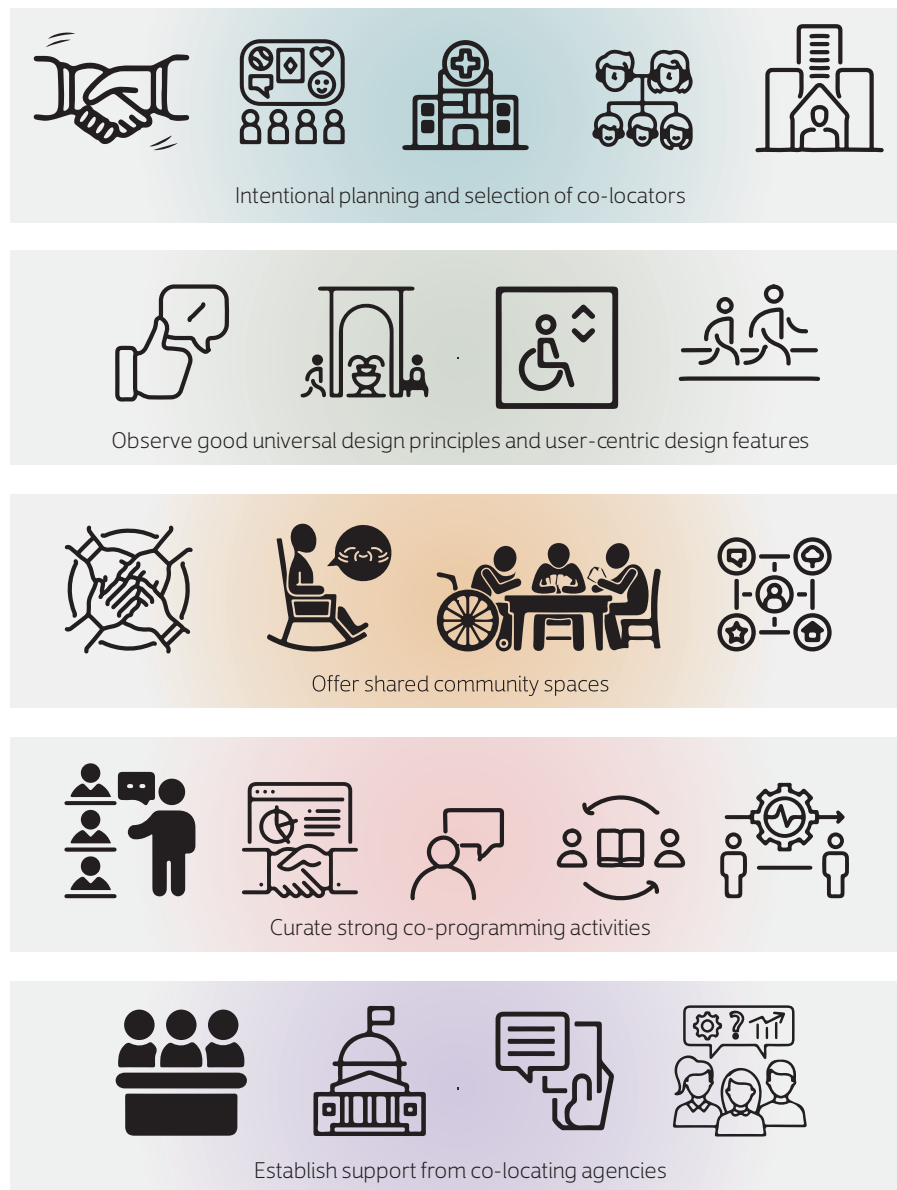 Intentional planning and selection of co-locators
Observe good universal design principles and user-centric design features
Offer shared community spaces
Curate strong co-programming activities
?
Establish support from co-locating agencies